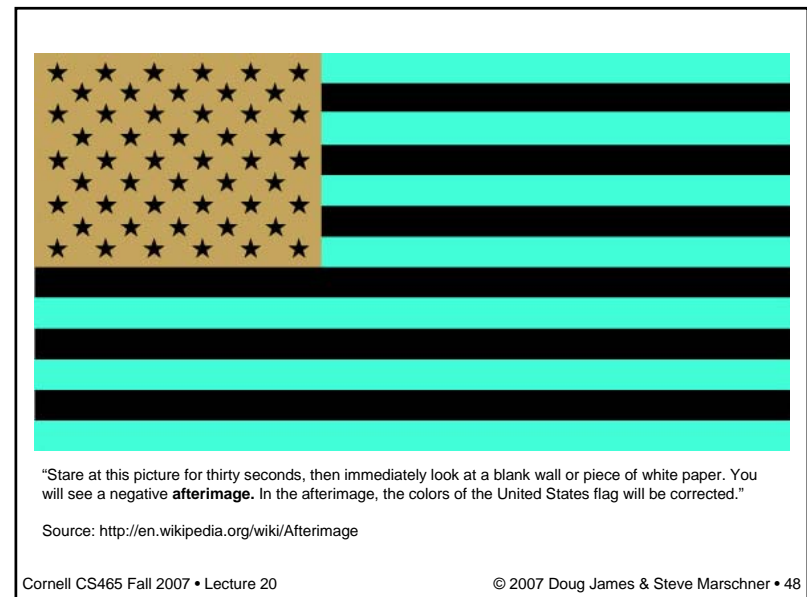 “Stare at this picture for thirty seconds, then immediately look at a blank wall or piece of white paper. You
will see a negative afterimage. In the afterimage, the colors of the United States flag will be corrected.”
Source: http://en.wikipedia.org/wiki/Afterimage
Cornell CS465 Fall 2007 • Lecture 20
© 2007 Doug James & Steve Marschner • 48